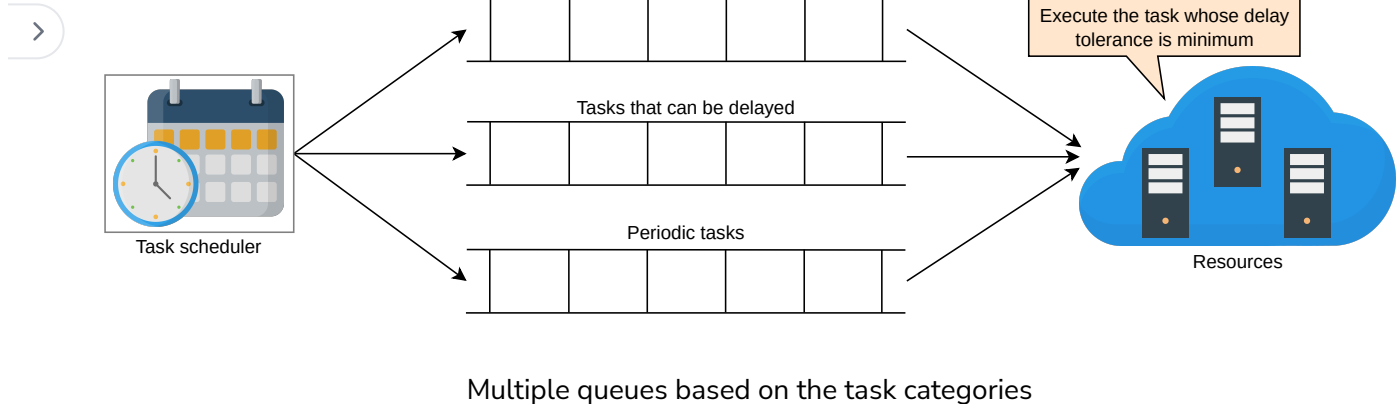 Execute the task whose delay
tolerance is minimum
Tasks that can be delayed
Periodic tasks
Task scheduler
Resources
Multiple queues based on the task categories